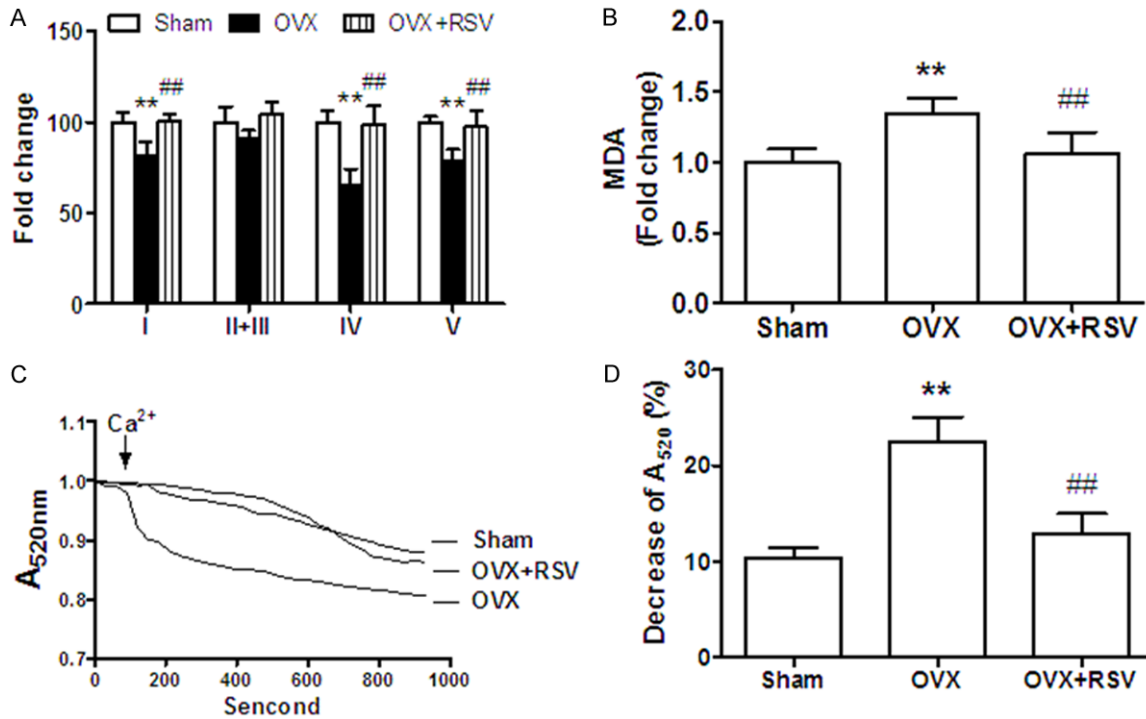 A
Sham OVX OVX+RSV
Fold change
150
100
50
0
** ## ** ## ** ##
I II+III IV V
B
MDA
(Fold change)
2.0
1.5
1.0
0.5
0.0
**
##
Sham OVX OVX+RSV
C
Ca²⁺
A₅₂₀nm
1.1
1.0
0.9
0.8
0.7
Sham
OVX+RSV
OVX
0 200 400 600 800 1000
Sencond
D
Decrease of A₅₂₀ (%)
30
20
10
0
**
##
Sham OVX OVX+RSV